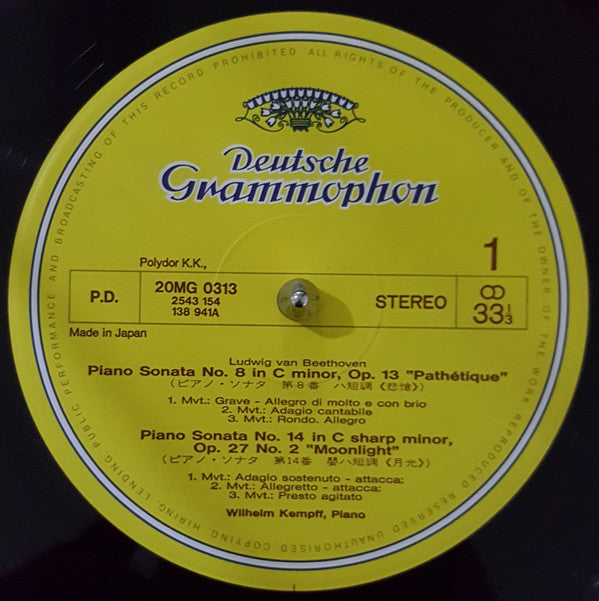 ALL RIGHTS OF THE PRODUCER AND OF THE OWNER OF THE WORK REPRODUCED RESERVED. UNAUTHORISED COPYING, HIRING, LENDING, PUBLIC PERFORMANCE AND BROADCASTING OF THIS RECORD PROHIBITED ·
Deutsche
Grammophon
Polydor K.K.,
1
P.D.
20MG 0313
2543 154
138 941A
STEREO
33⅓
Made in Japan
Ludwig van Beethoven
Piano Sonata No. 8 in C minor, Op. 13 "Pathétique"
(ピアノ・ソナタ 第8番 ハ短調《悲愴》)
1. Mvt.: Grave - Allegro di molto e con brio
2. Mvt.: Adagio cantabile
3. Mvt.: Rondo. Allegro
Piano Sonata No. 14 in C sharp minor,
Op. 27 No. 2 "Moonlight"
(ピアノ・ソナタ 第14番 嬰ハ短調《月光》)
1. Mvt.: Adagio sostenuto - attacca:
2. Mvt.: Allegretto - attacca:
3. Mvt.: Presto agitato
Wilhelm Kempff, Piano